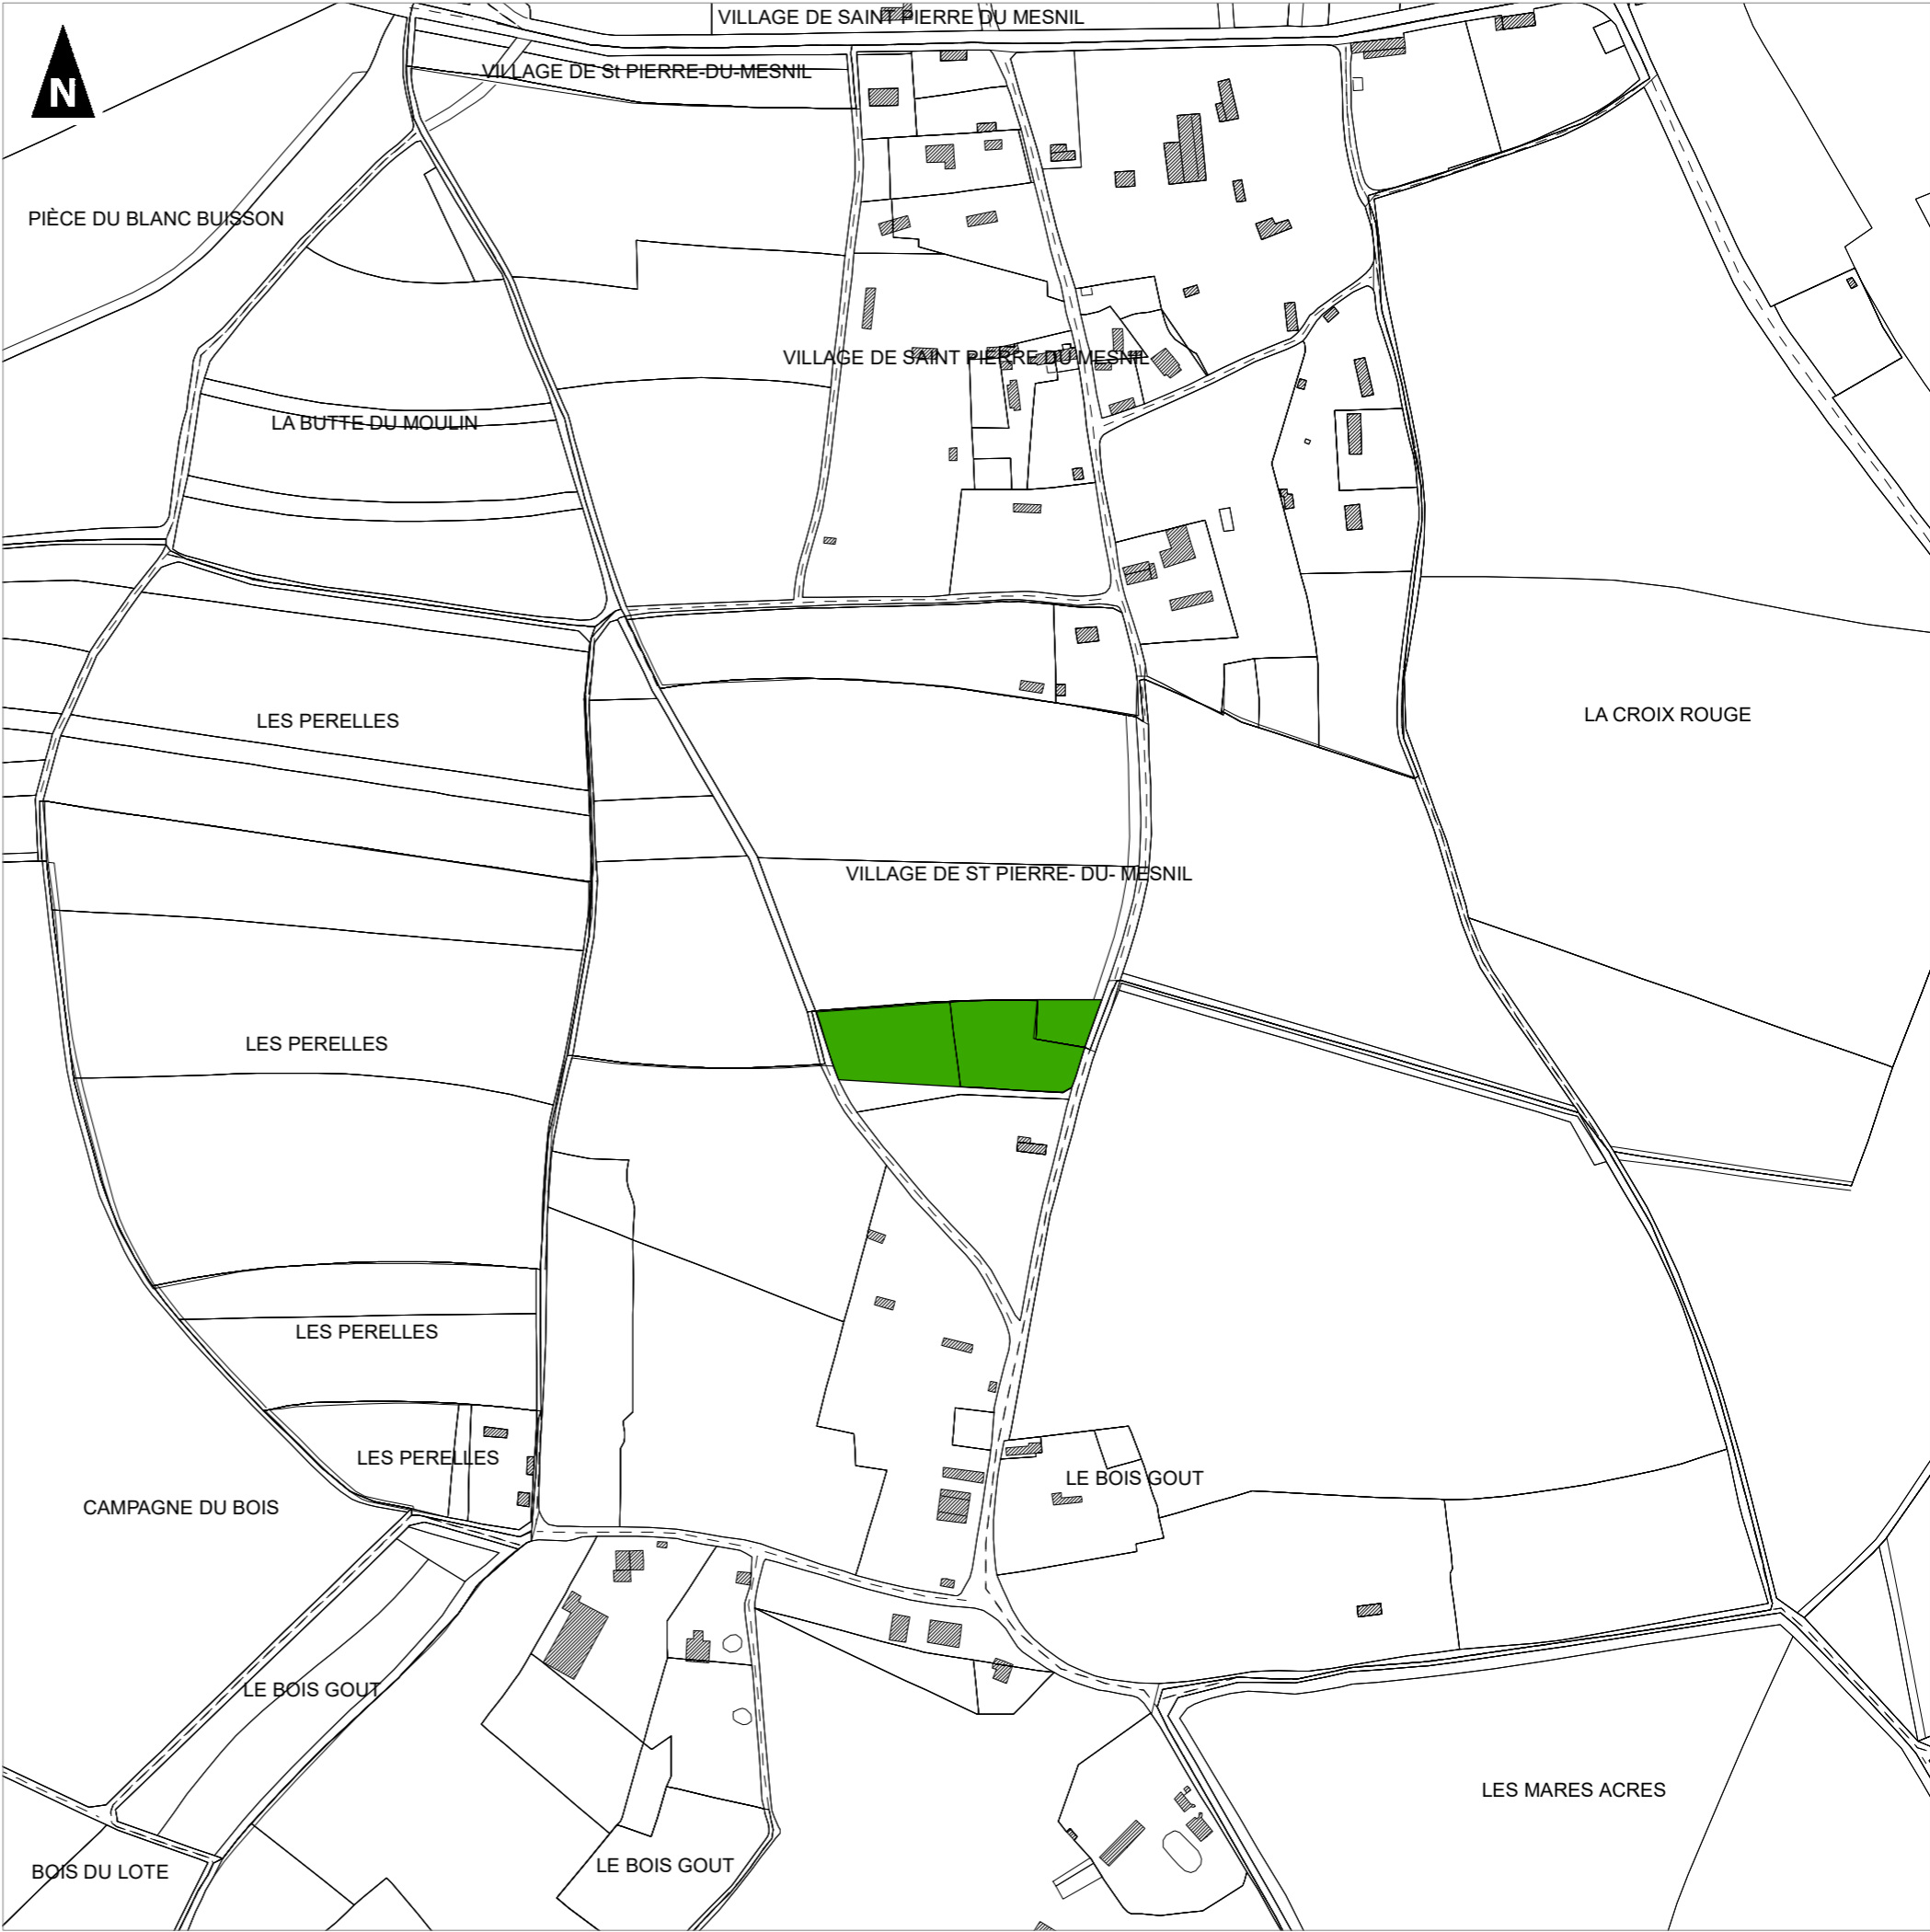 VILLAGE DE SAINT PIERRE DU MESNIL
N
VILLAGE DE St PIERRE-DU-MESNIL
PIÈCE DU BLANC BUISSON
VILLAGE DE SAINT PIERRE DU MESNIL
LA BUTTE DU MOULIN
LA CROIX ROUGE
LES PERELLES
VILLAGE DE ST PIERRE- DU- MESNIL
LES PERELLES
LES PERELLES
LES PERELLES
LE BOIS GOUT
CAMPAGNE DU BOIS
LE BOIS GOUT
LES MARES ACRES
LE BOIS GOUT
BOIS DU LOTE